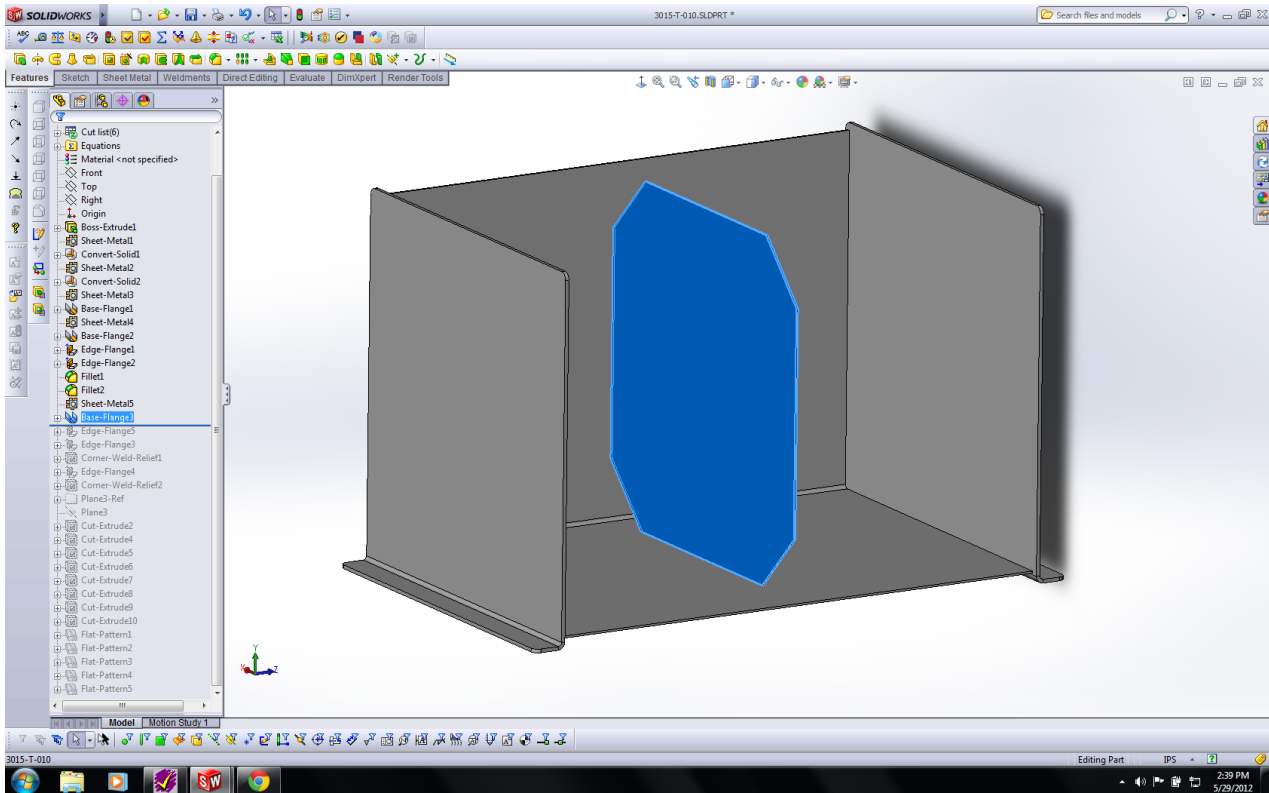 SOLIDWORKS
3015-T-010.SLDPRT *
Search files and models
Features Sketch Sheet Metal Weldments Direct Editing Evaluate DimXpert Render Tools
Cut list(6)
Equations
Material <not specified>
Front
Top
Right
Origin
Boss-Extrude1
Sheet-Metal1
Convert-Solid1
Sheet-Metal2
Convert-Solid2
Sheet-Metal3
Base-Flange1
Sheet-Metal4
Base-Flange2
Edge-Flange1
Edge-Flange2
Fillet1
Fillet2
Sheet-Metal5
Base-Flange3
Edge-Flange5
Edge-Flange3
Corner-Weld-Relief1
Edge-Flange4
Corner-Weld-Relief2
Plane3-Ref
Plane3
Cut-Extrude2
Cut-Extrude4
Cut-Extrude5
Cut-Extrude6
Cut-Extrude7
Cut-Extrude8
Cut-Extrude9
Cut-Extrude10
Flat-Pattern1
Flat-Pattern2
Flat-Pattern3
Flat-Pattern4
Flat-Pattern5
Y
X
Z
Model Motion Study 1
3015-T-010
Editing Part IPS
SW
2:39 PM
5/29/2012